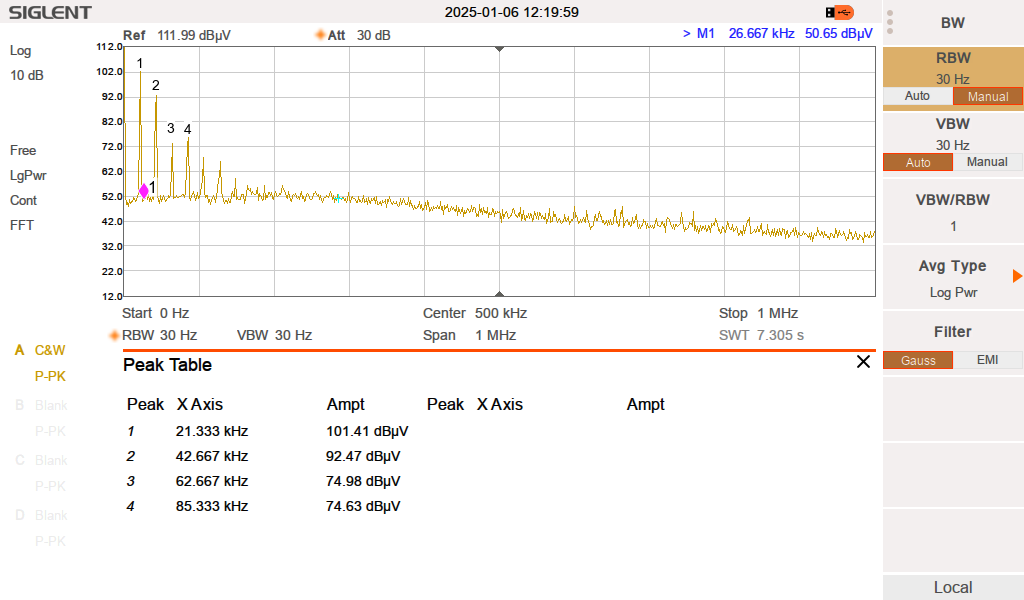 SIGLENT
2025-01-06 12:19:59
Ref 111.99 dBµV
Att 30 dB
> M1 26.667 kHz 50.65 dBµV
Log
10 dB
Free
LgPwr
Cont
FFT
112.0
102.0
92.0
82.0
72.0
62.0
52.0
42.0
32.0
22.0
12.0
1
2
3
4
1
Start 0 Hz
Center 500 kHz
Stop 1 MHz
RBW 30 Hz
VBW 30 Hz
Span 1 MHz
SWT 7.305 s
A C&W
P-PK
B Blank
P-PK
C Blank
P-PK
D Blank
P-PK
Peak Table
Peak X Axis Ampt Peak X Axis Ampt
1 21.333 kHz 101.41 dBµV
2 42.667 kHz 92.47 dBµV
3 62.667 kHz 74.98 dBµV
4 85.333 kHz 74.63 dBµV
BW
RBW
30 Hz
Auto Manual
VBW
30 Hz
Auto Manual
VBW/RBW
1
Avg Type
Log Pwr
Filter
Gauss EMI
Local